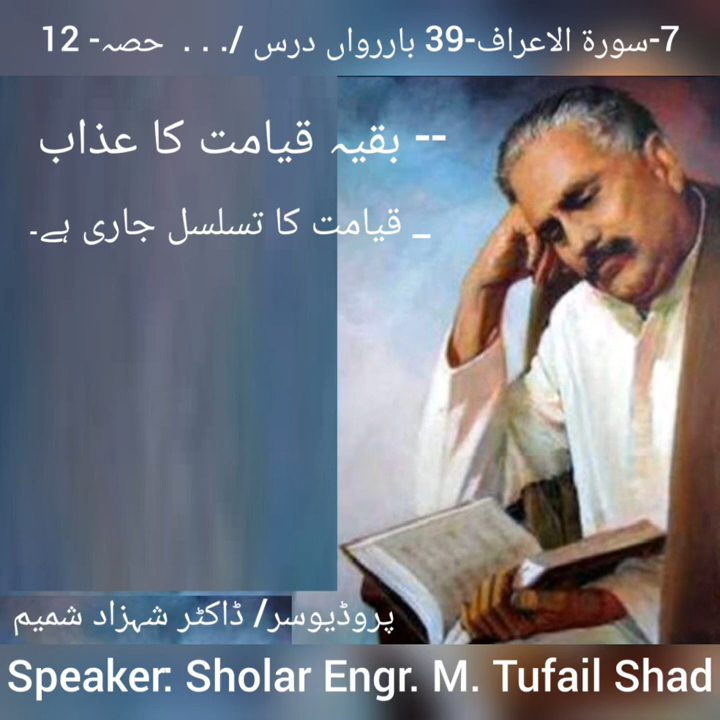 7-سورة الاعراف-39 باررواں درس /. . . حصہ- 12
-- بقیہ قیامت کا عذاب
_ قیامت کا تسلسل جاری ہے۔
پروڈیوسر/ ڈاکٹر شہزاد شمیم
Speaker: Sholar Engr. M. Tufail Shad